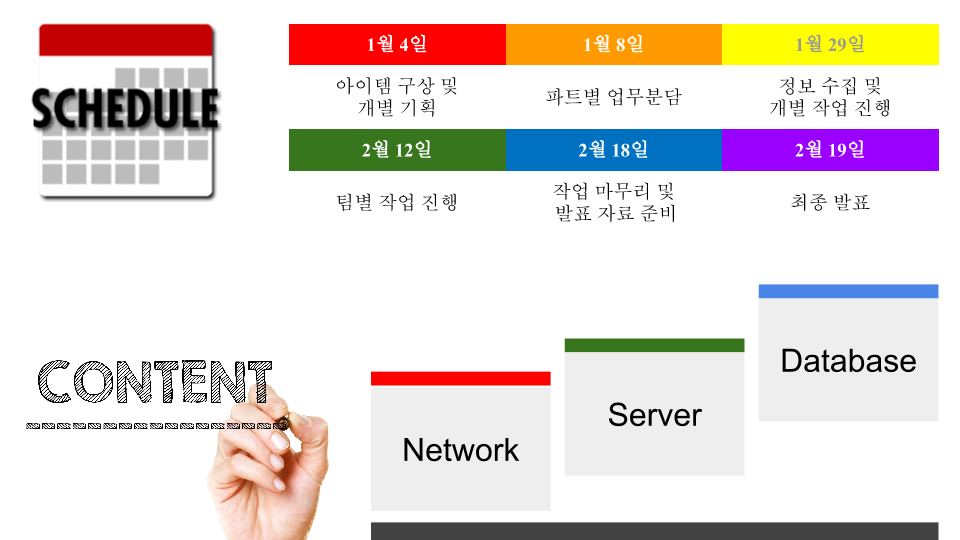 SCHEDULE
1월 4일
1월 8일
1월 29일
아이템 구상 및
개별 기획
파트별 업무분담
정보 수집 및
개별 작업 진행
2월 12일
2월 18일
2월 19일
팀별 작업 진행
작업 마무리 및
발표 자료 준비
최종 발표
CONTENT
Network
Server
Database